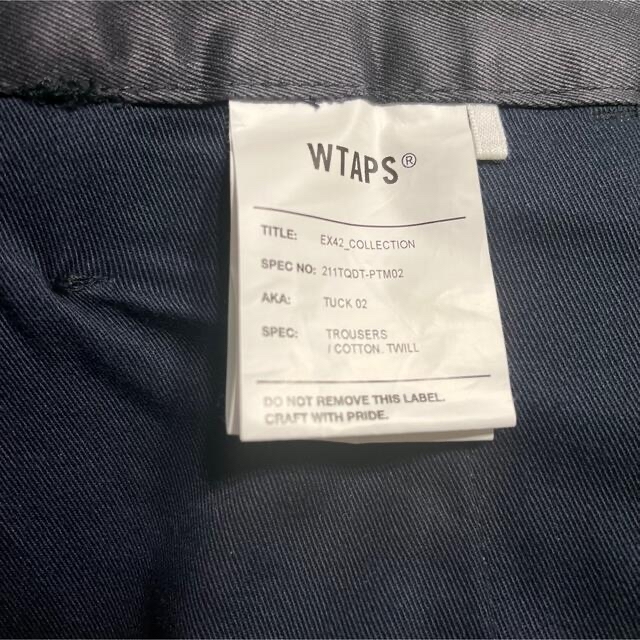 WTAPS®
TITLE: EX42_COLLECTION
SPEC NO: 211TQDT-PTM02
AKA: TUCK 02
SPEC: TROUSERS
/ COTTON. TWILL
DO NOT REMOVE THIS LABEL.
CRAFT WITH PRIDE.